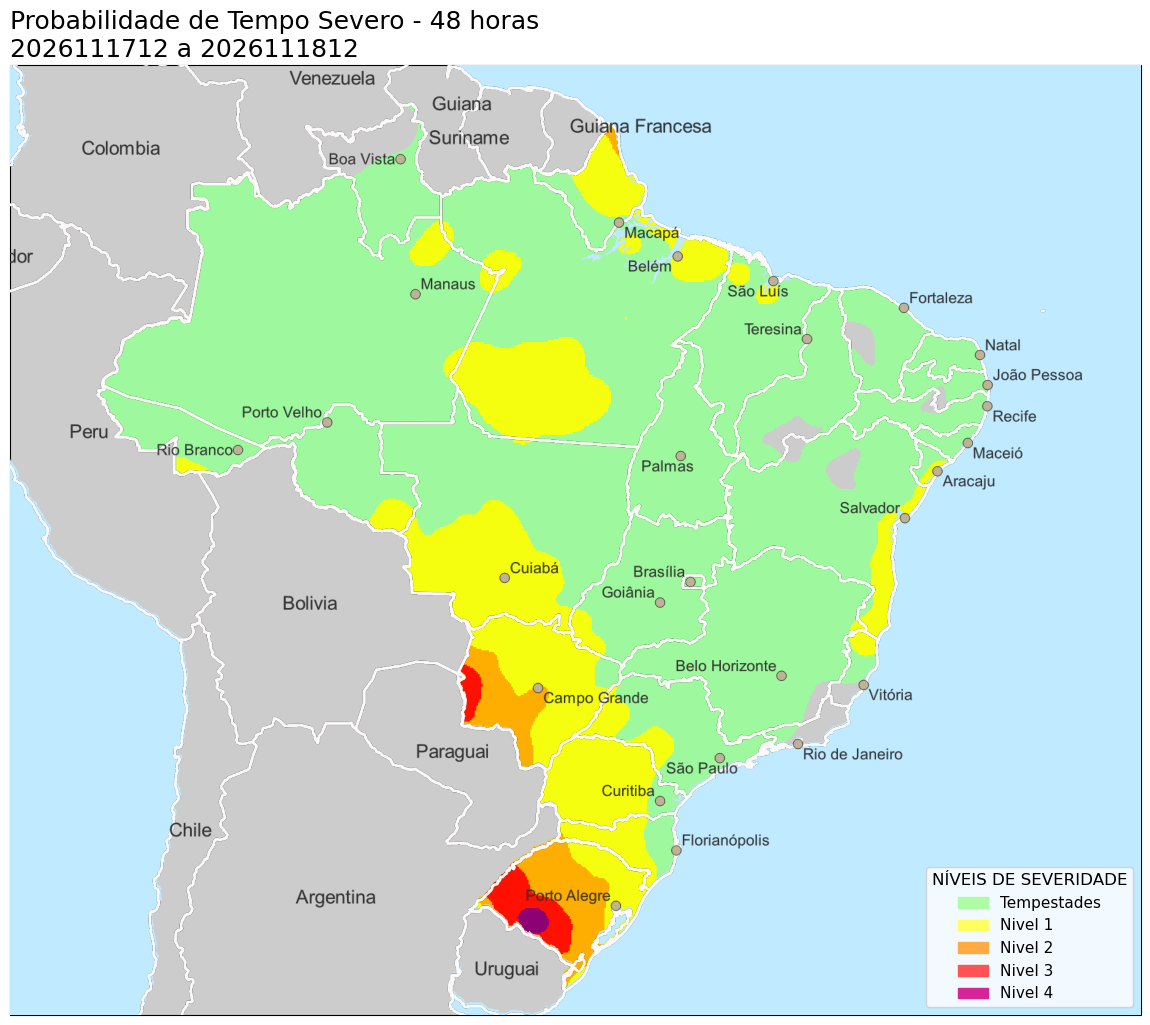 Probabilidade de Tempo Severo - 48 horas
2026111712 a 2026111812
Venezuela
Guiana
Guiana Francesa
Suriname
Colombia
Boa Vista
Macapá
dor
Belém
Manaus
São Luís
Fortaleza
Teresina
Natal
João Pessoa
Porto Velho
Recife
Peru
Rio Branco
Maceió
Palmas
Aracaju
Salvador
Cuiabá
Brasília
Goiânia
Bolivia
Belo Horizonte
Vitória
Campo Grande
Paraguai
Rio de Janeiro
São Paulo
Curitiba
Chile
Florianópolis
Argentina
Porto Alegre
Uruguai
NÍVEIS DE SEVERIDADE
Tempestades
Nivel 1
Nivel 2
Nivel 3
Nivel 4